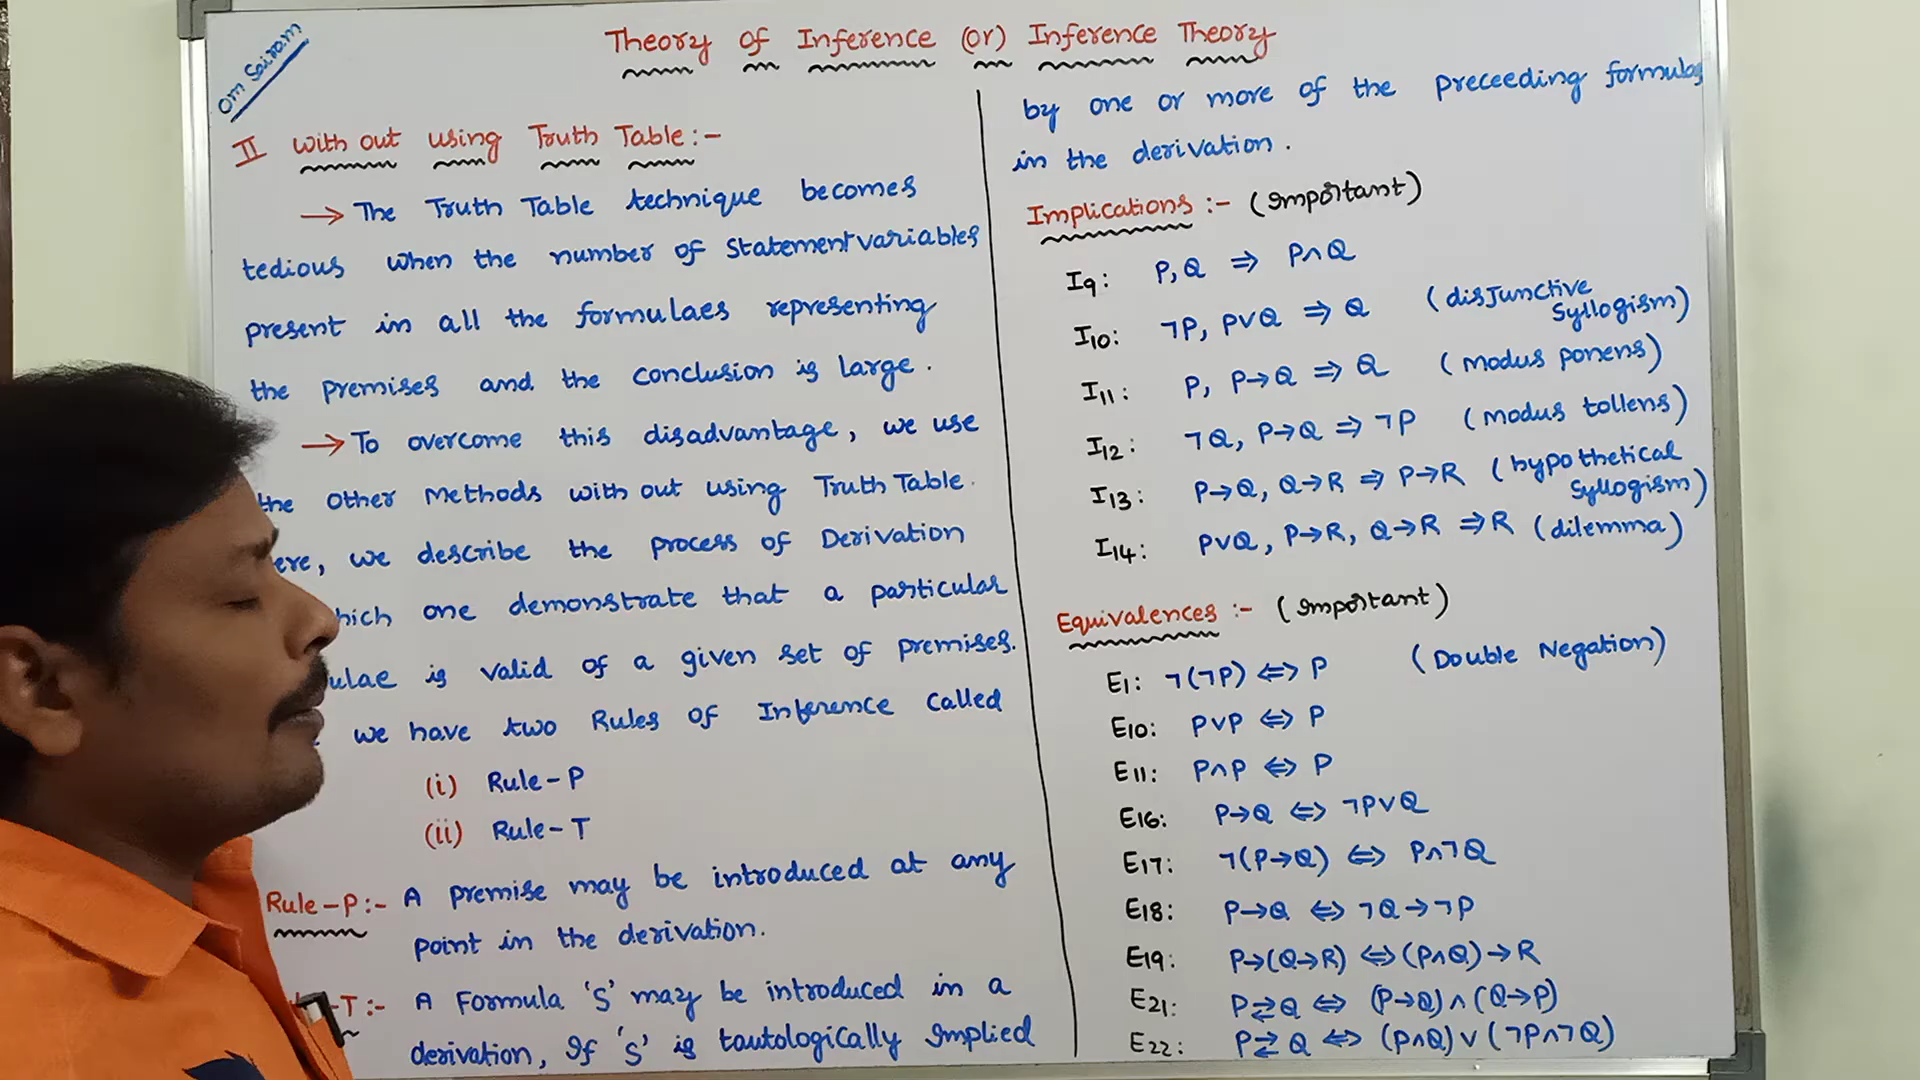 Om Sairam
Theory of Inference (or) Inference Theory
II with out using Truth Table:-
→ The Truth Table technique becomes
tedious when the number of Statement variables
present in all the formulaes representing
the premises and the conclusion is large.
→ To overcome this disadvantage, we use
the other Methods with out using Truth Table.
ere, we describe the process of Derivation
hich one demonstrate that a particular
ulae is valid of a given set of premises.
we have two Rules of Inference called
(i) Rule-P
(ii) Rule-T
Rule-P:- A premise may be introduced at any
point in the derivation.
-T:- A Formula 'S' may be introduced in a
derivation, If 'S' is tautologically Implied
by one or more of the preceeding formulas
in the derivation.
Implications :- (Important)
I9: P, Q ⇒ P∧Q
I10: ¬P, P∨Q ⇒ Q (disjunctive
Syllogism)
I11: P, P→Q ⇒ Q (modus ponens)
I12: ¬Q, P→Q ⇒ ¬P (modus tollens)
I13: P→Q, Q→R ⇒ P→R (hypothetical
Syllogism)
I14: P∨Q, P→R, Q→R ⇒ R (dilemma)
Equivalences :- (Important)
E1: ¬(¬P) ⇔ P (Double Negation)
E10: P∨P ⇔ P
E11: P∧P ⇔ P
E16: P→Q ⇔ ¬P∨Q
E17: ¬(P→Q) ⇔ P∧¬Q
E18: P→Q ⇔ ¬Q→¬P
E19: P→(Q→R) ⇔ (P∧Q)→R
E21: P⇄Q ⇔ (P→Q)∧(Q→P)
E22: P⇄Q ⇔ (P∧Q)∨(¬P∧¬Q)